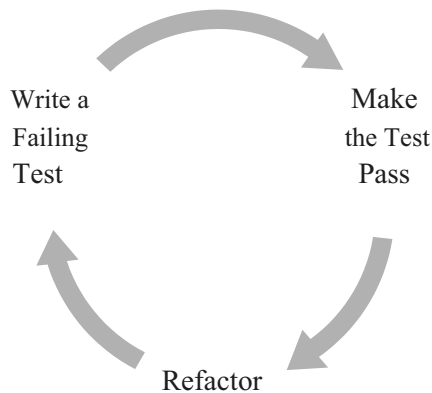 Write a
Failing
Test
Make
the Test
Pass
Refactor